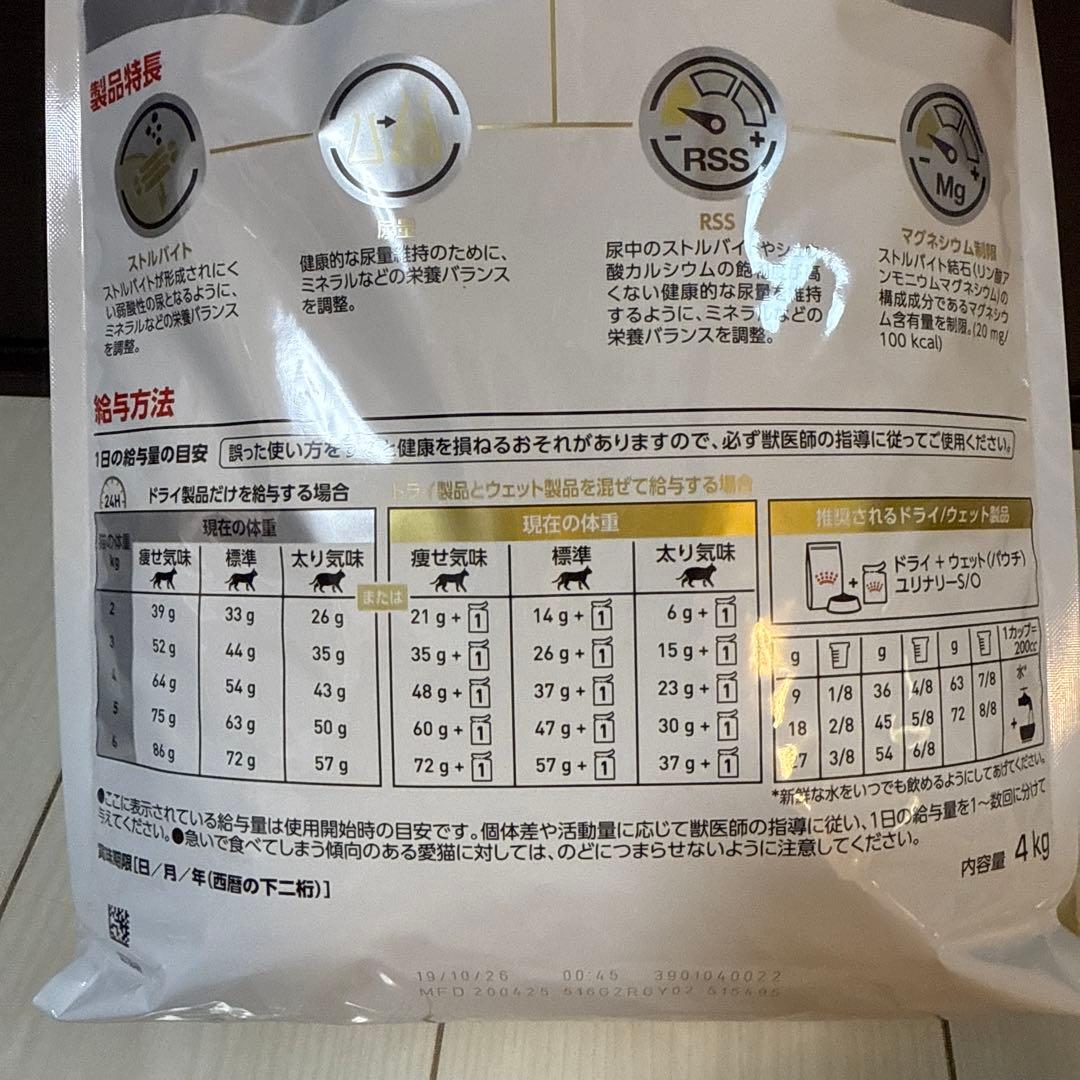 製品特長
RSS
Mg
ストルバイト
ストルバイトが形成されにく
い弱酸性の尿となるように、
ミネラルなどの栄養バランス
を調整。
尿量
健康的な尿量維持のために、
ミネラルなどの栄養バランス
を調整。
RSS
尿中のストルバイトやシュウ
酸カルシウムの飽和度が高
くない健康的な尿量を維持
するように、ミネラルなどの
栄養バランスを調整。
マグネシウム制限
ストルバイト結石(リン酸ア
ンモニウムマグネシウム)の
構成成分であるマグネシウ
ム含有量を制限。(20 mg/
100 kcal)
給与方法
1日の給与量の目安 誤った使い方をすると健康を損ねるおそれがありますので、必ず獣医師の指導に従ってご使用ください。
24H ドライ製品だけを給与する場合 ドライ製品とウェット製品を混ぜて給与する場合
猫の体重 kg 現在の体重 現在の体重
痩せ気味 標準 太り気味 痩せ気味 標準 太り気味
または
2 39 g 33 g 26 g 21 g + 1 14 g + 1 6 g + 1
3 52 g 44 g 35 g 35 g + 1 26 g + 1 15 g + 1
4 64 g 54 g 43 g 48 g + 1 37 g + 1 23 g + 1
5 75 g 63 g 50 g 60 g + 1 47 g + 1 30 g + 1
6 86 g 72 g 57 g 72 g + 1 57 g + 1 37 g + 1
推奨されるドライ/ウェット製品
ドライ + ウェット(パウチ)
ユリナリーS/O
g g g 1カップ=
200cc
9 1/8 36 4/8 63 7/8 水*
18 2/8 45 5/8 72 8/8 +
27 3/8 54 6/8
*新鮮な水をいつでも飲めるようにしてあげてください。
●ここに表示されている給与量は使用開始時の目安です。個体差や活動量に応じて獣医師の指導に従い、1日の給与量を1〜数回に分けて
与えてください。●急いで食べてしまう傾向のある愛猫に対しては、のどにつまらせないように注意してください。
賞味期限[日/月/年(西暦の下二桁)]
内容量 4 kg
19/10/26 00:45 3901040022
MFD 200425 516G2RGY02 515495